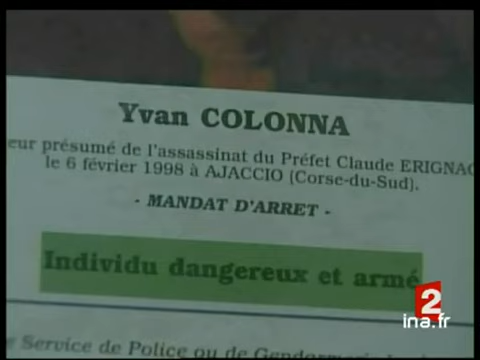 Yvan COLONNA
eur présumé de l'assassinat du Préfet Claude ERIGNAC
le 6 février 1998 à AJACCIO (Corse-du-Sud).
- MANDAT D'ARRET -
Individu dangereux et armé
2
ina.fr
e Service de Police ou de Gendarmerie